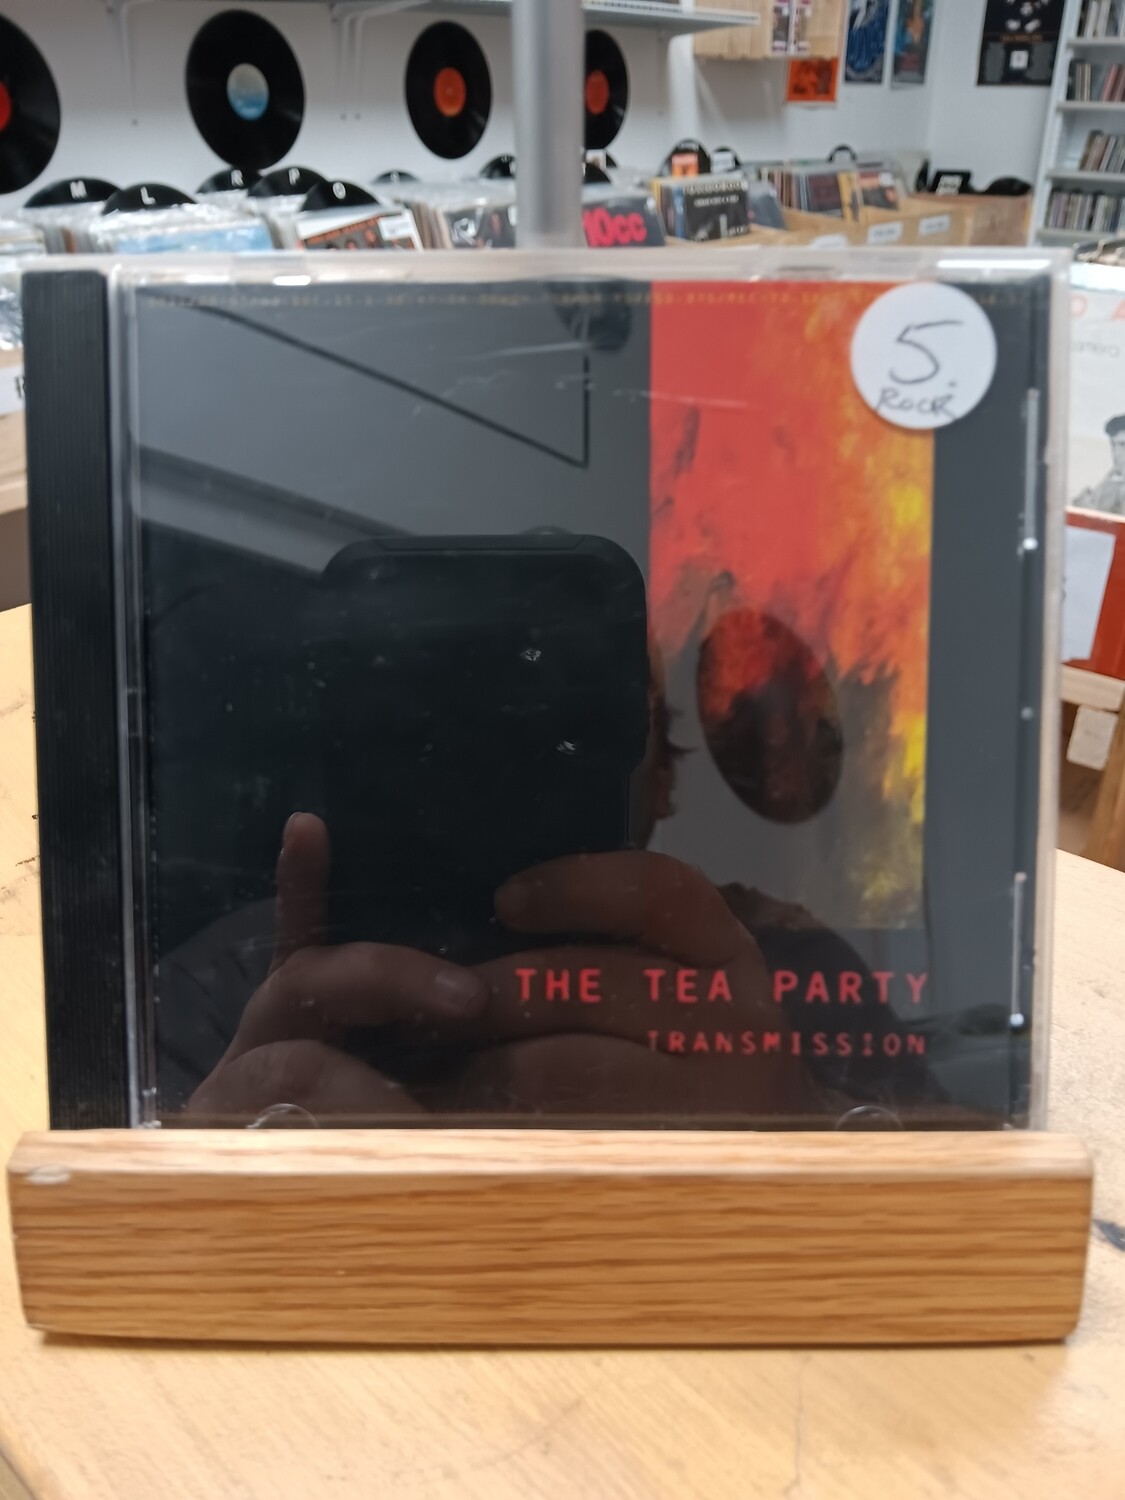 M
L
R
P
O
10cc
5.
ROCK
THE TEA PARTY
TRANSMISSION